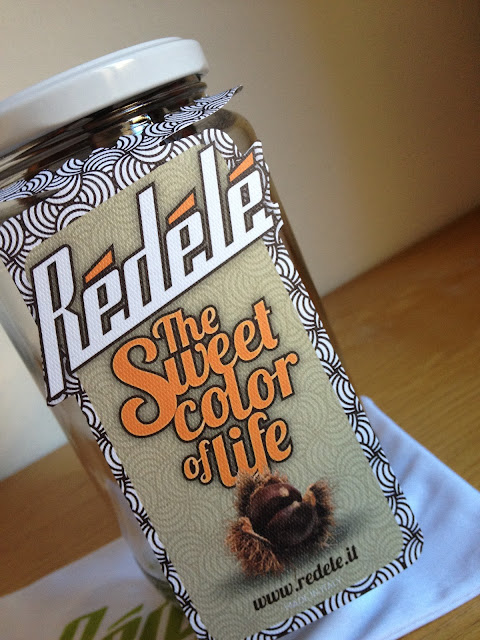 Rédélé
The
Sweet
color
of life
www.redele.it